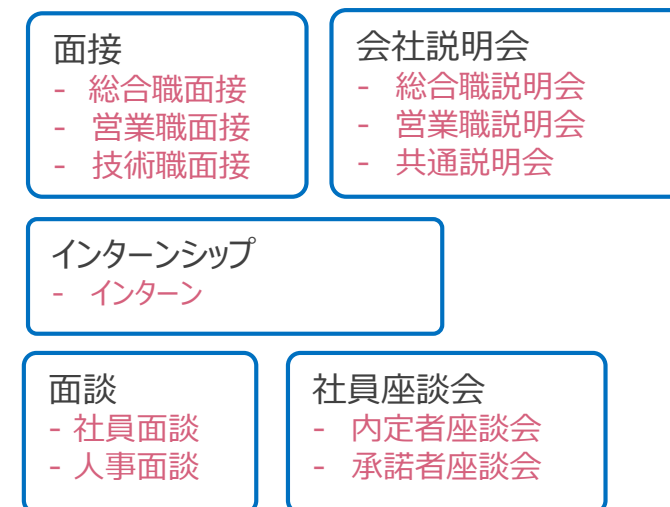 面接
- 総合職面接
- 営業職面接
- 技術職面接
会社説明会
- 総合職説明会
- 営業職説明会
- 共通説明会
インターンシップ
- インターン
面談
- 社員面談
- 人事面談
社員座談会
- 内定者座談会
- 承諾者座談会